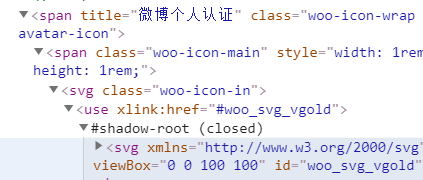 ▼<span title="微博个人认证" class="woo-icon-wrap
avatar-icon">
▼<span class="woo-icon-main" style="width: 1rem
height: 1rem;">
▼<svg class="woo-icon-in">
▼<use xlink:href="#woo_svg_vgold">
▼#shadow-root (closed)
▶<svg xmlns="http://www.w3.org/2000/svg"
viewBox="0 0 100 100" id="woo_svg_vgold"